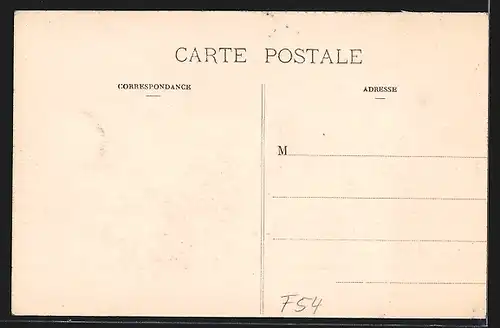 CARTE POSTALE
CORRESPONDANCE
ADRESSE
M
F54